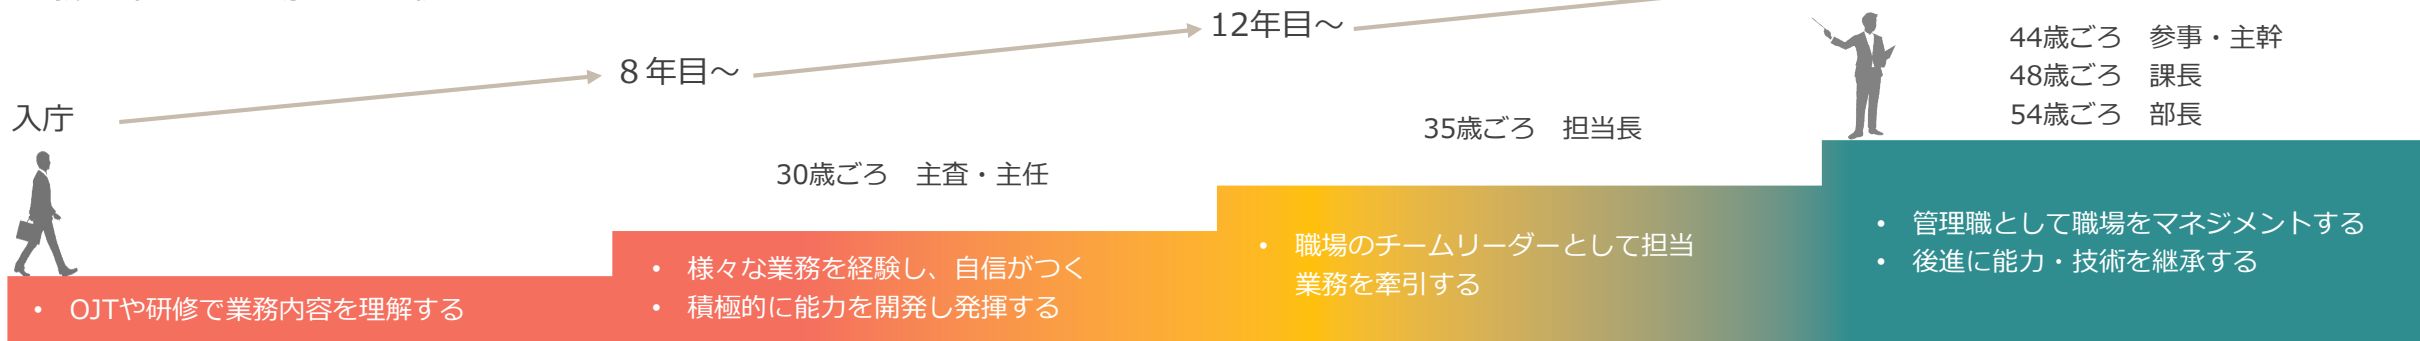 入庁
８年目～
12年目～
30歳ごろ　主査・主任
35歳ごろ　担当長
44歳ごろ　参事・主幹
48歳ごろ　課長
54歳ごろ　部長
• OJTや研修で業務内容を理解する
• 様々な業務を経験し、自信がつく
• 積極的に能力を開発し発揮する
• 職場のチームリーダーとして担当
業務を牽引する
• 管理職として職場をマネジメントする
• 後進に能力・技術を継承する